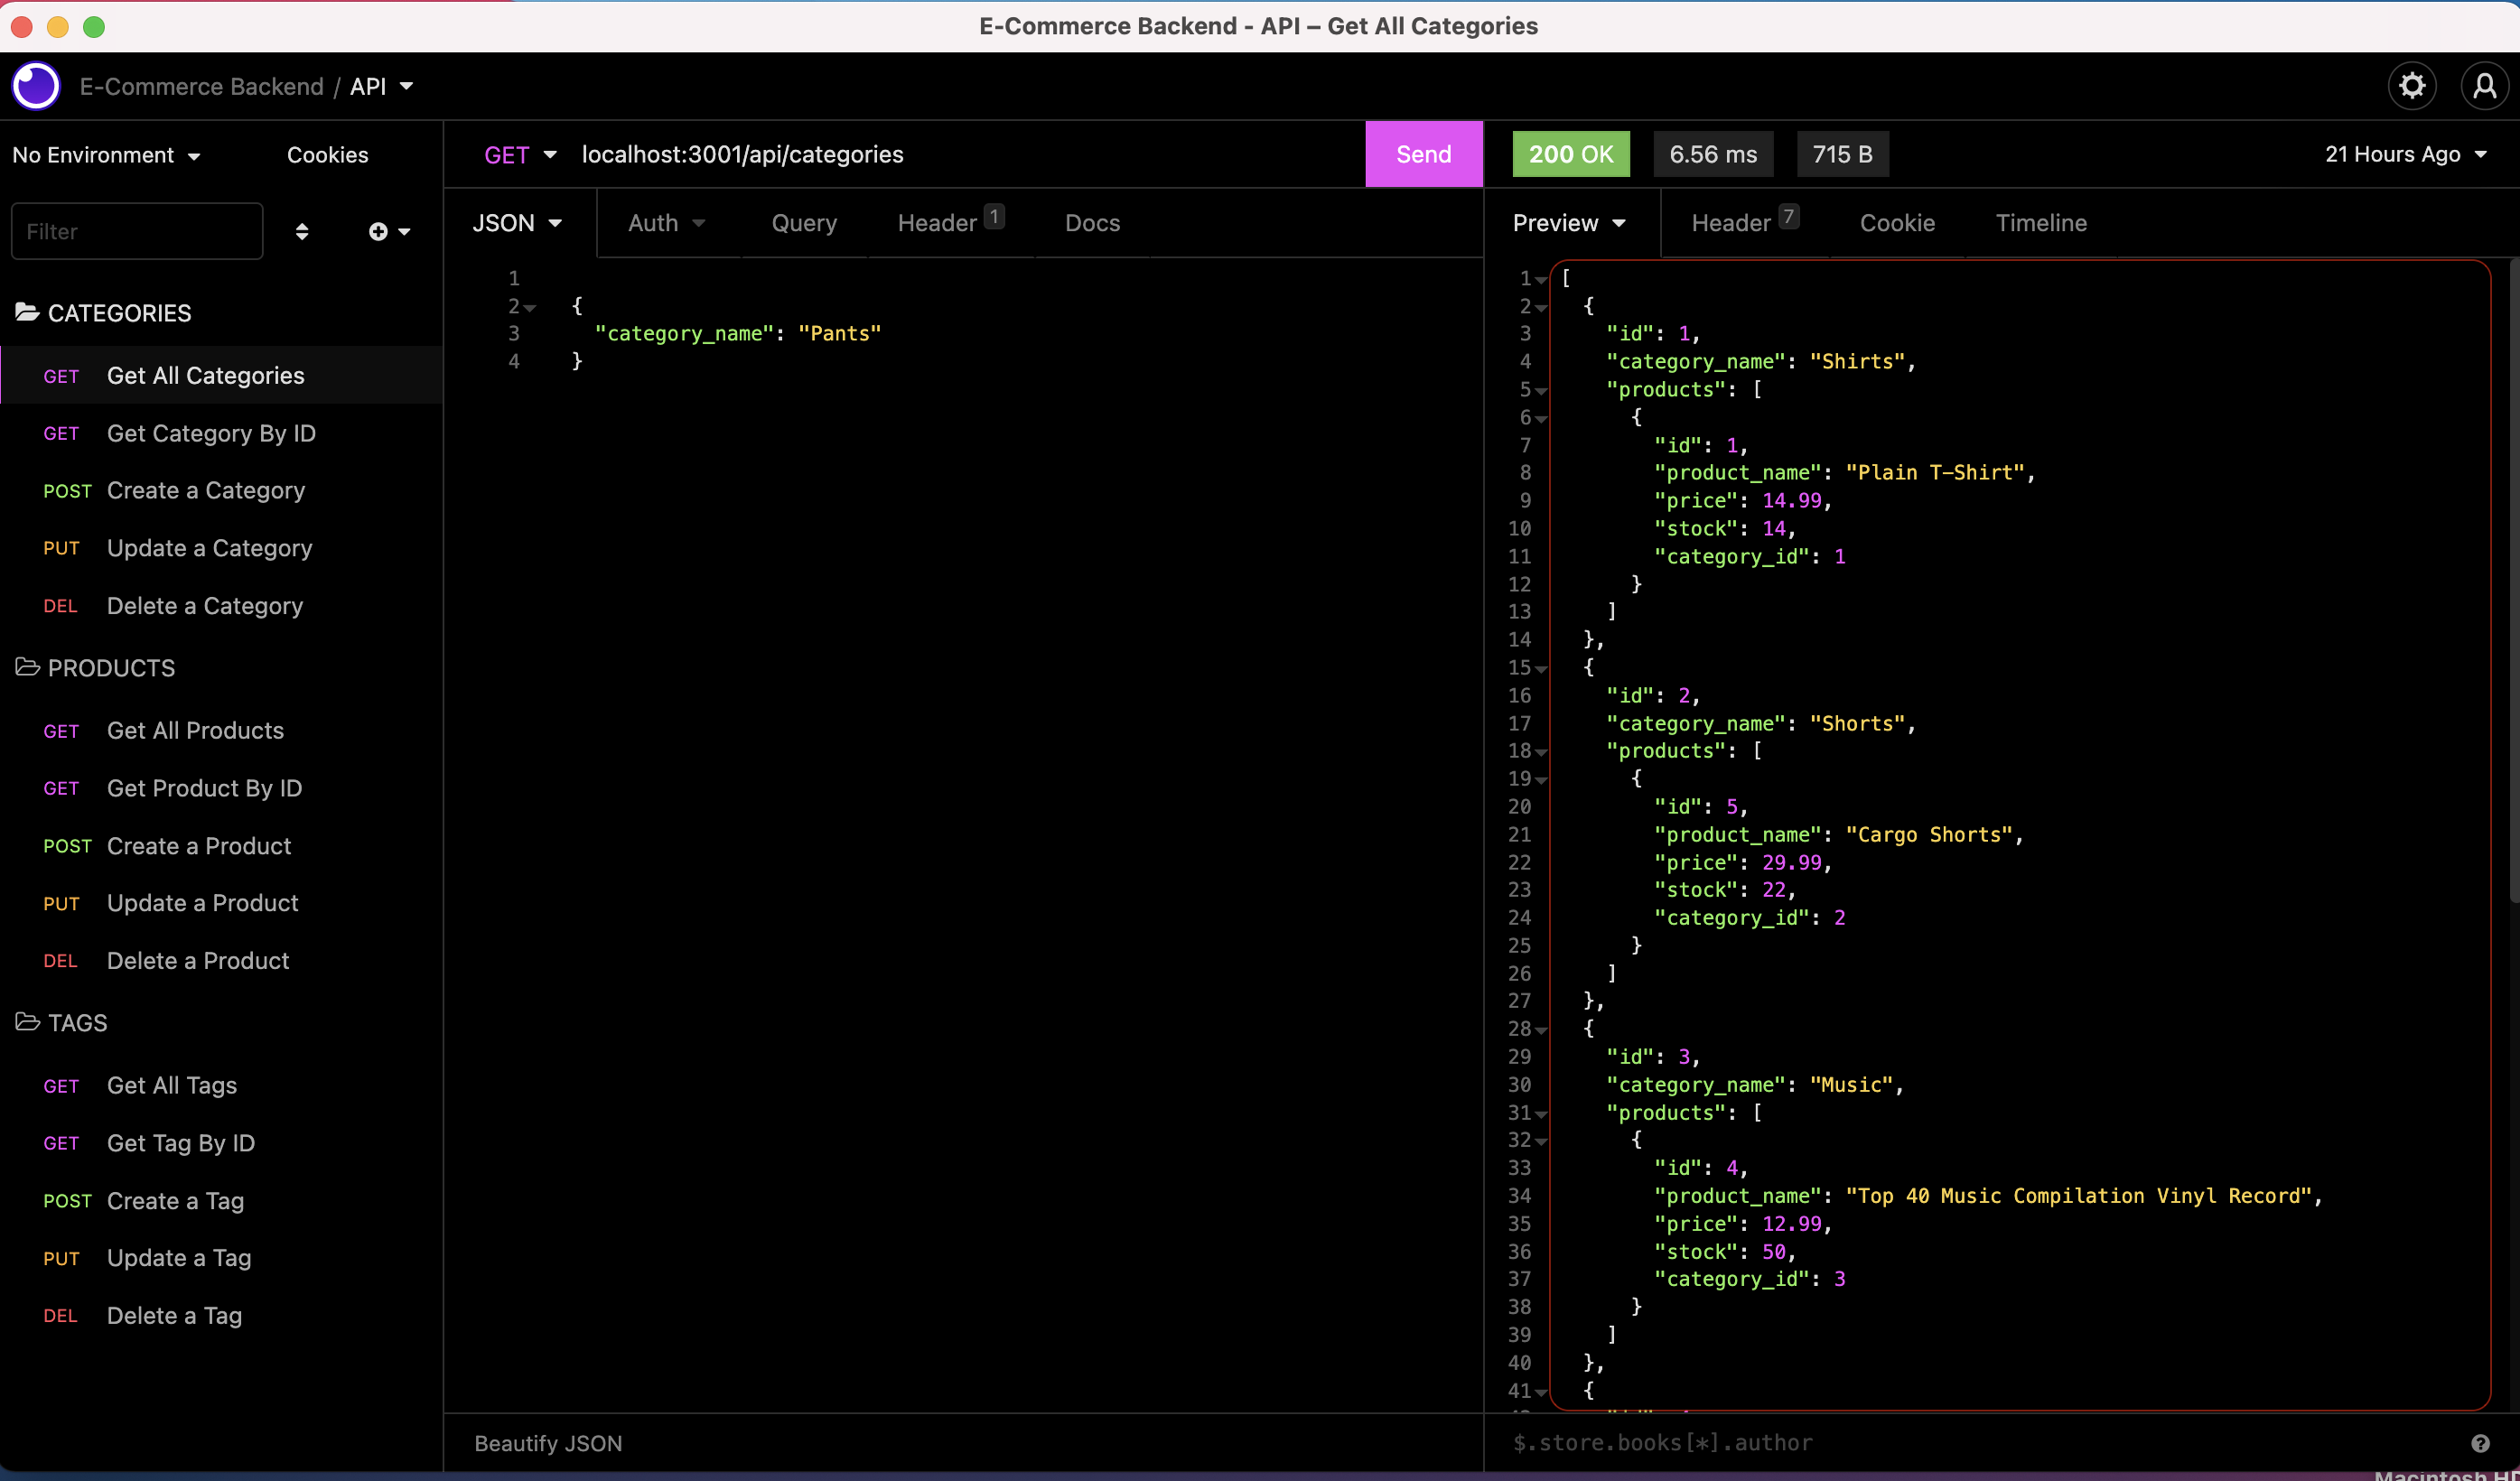 E-Commerce Backend - API – Get All Categories
E-Commerce Backend / API
No Environment
Cookies
Filter
CATEGORIES
GET Get All Categories
GET Get Category By ID
POST Create a Category
PUT Update a Category
DEL Delete a Category
PRODUCTS
GET Get All Products
GET Get Product By ID
POST Create a Product
PUT Update a Product
DEL Delete a Product
TAGS
GET Get All Tags
GET Get Tag By ID
POST Create a Tag
PUT Update a Tag
DEL Delete a Tag
GET localhost:3001/api/categories Send
JSON Auth Query Header 1 Docs
1
2 {
3 "category_name": "Pants"
4 }
Beautify JSON
200 OK 6.56 ms 715 B 21 Hours Ago
Preview Header 7 Cookie Timeline
1 [
2 {
3 "id": 1,
4 "category_name": "Shirts",
5 "products": [
6 {
7 "id": 1,
8 "product_name": "Plain T-Shirt",
9 "price": 14.99,
10 "stock": 14,
11 "category_id": 1
12 }
13 ]
14 },
15 {
16 "id": 2,
17 "category_name": "Shorts",
18 "products": [
19 {
20 "id": 5,
21 "product_name": "Cargo Shorts",
22 "price": 29.99,
23 "stock": 22,
24 "category_id": 2
25 }
26 ]
27 },
28 {
29 "id": 3,
30 "category_name": "Music",
31 "products": [
32 {
33 "id": 4,
34 "product_name": "Top 40 Music Compilation Vinyl Record",
35 "price": 12.99,
36 "stock": 50,
37 "category_id": 3
38 }
39 ]
40 },
41 {
$.store.books[*].author